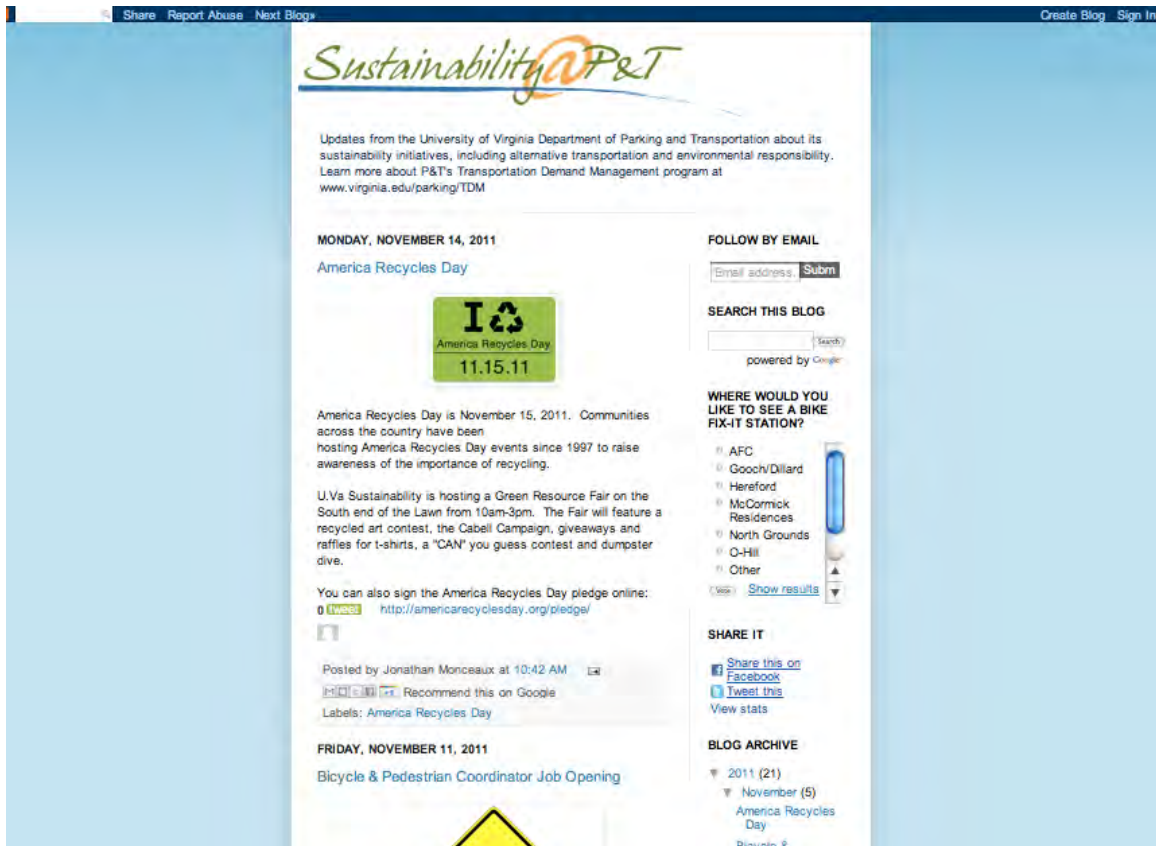 Share Report Abuse Next Blog»
Create Blog Sign In
Sustainability@P&T
Updates from the University of Virginia Department of Parking and Transportation about its
sustainability initiatives, including alternative transportation and environmental responsibility.
Learn more about P&T's Transportation Demand Management program at
www.virginia.edu/parking/TDM
MONDAY, NOVEMBER 14, 2011
America Recycles Day
I
America Recycles Day
11.15.11
America Recycles Day is November 15, 2011. Communities
across the country have been
hosting America Recycles Day events since 1997 to raise
awareness of the importance of recycling.
U.Va Sustainability is hosting a Green Resource Fair on the
South end of the Lawn from 10am-3pm. The Fair will feature a
recycled art contest, the Cabell Campaign, giveaways and
raffles for t-shirts, a "CAN" you guess contest and dumpster
dive.
You can also sign the America Recycles Day pledge online:
0 tweet http://americarecyclesday.org/pledge/
Posted by Jonathan Monceaux at 10:42 AM
Recommend this on Google
Labels: America Recycles Day
FRIDAY, NOVEMBER 11, 2011
Bicycle & Pedestrian Coordinator Job Opening
FOLLOW BY EMAIL
Email address. Subm
SEARCH THIS BLOG
Search
powered by Google
WHERE WOULD YOU
LIKE TO SEE A BIKE
FIX-IT STATION?
AFC
Gooch/Dillard
Hereford
McCormick
Residences
North Grounds
O-Hill
Other
Vote Show results
SHARE IT
Share this on
Facebook
Tweet this
View stats
BLOG ARCHIVE
2011 (21)
November (5)
America Recycles
Day
Bicycle &